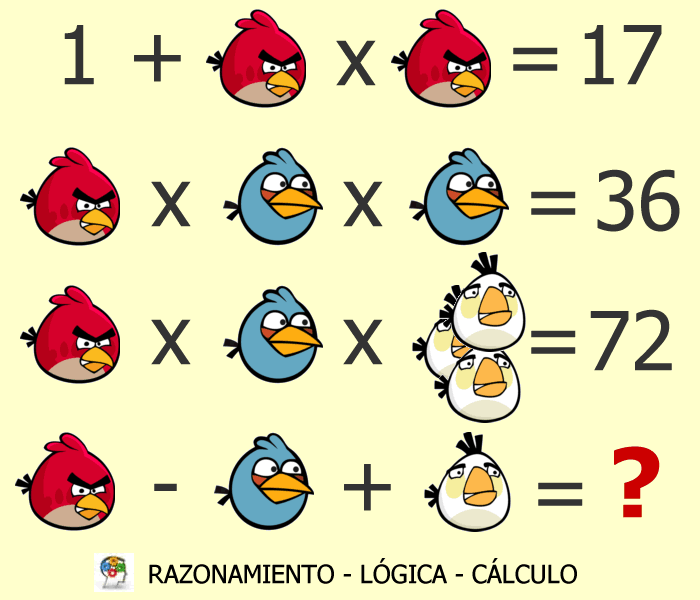 1 + x = 17
x x = 36
x x = 72
- + = ?
RAZONAMIENTO - LÓGICA - CÁLCULO